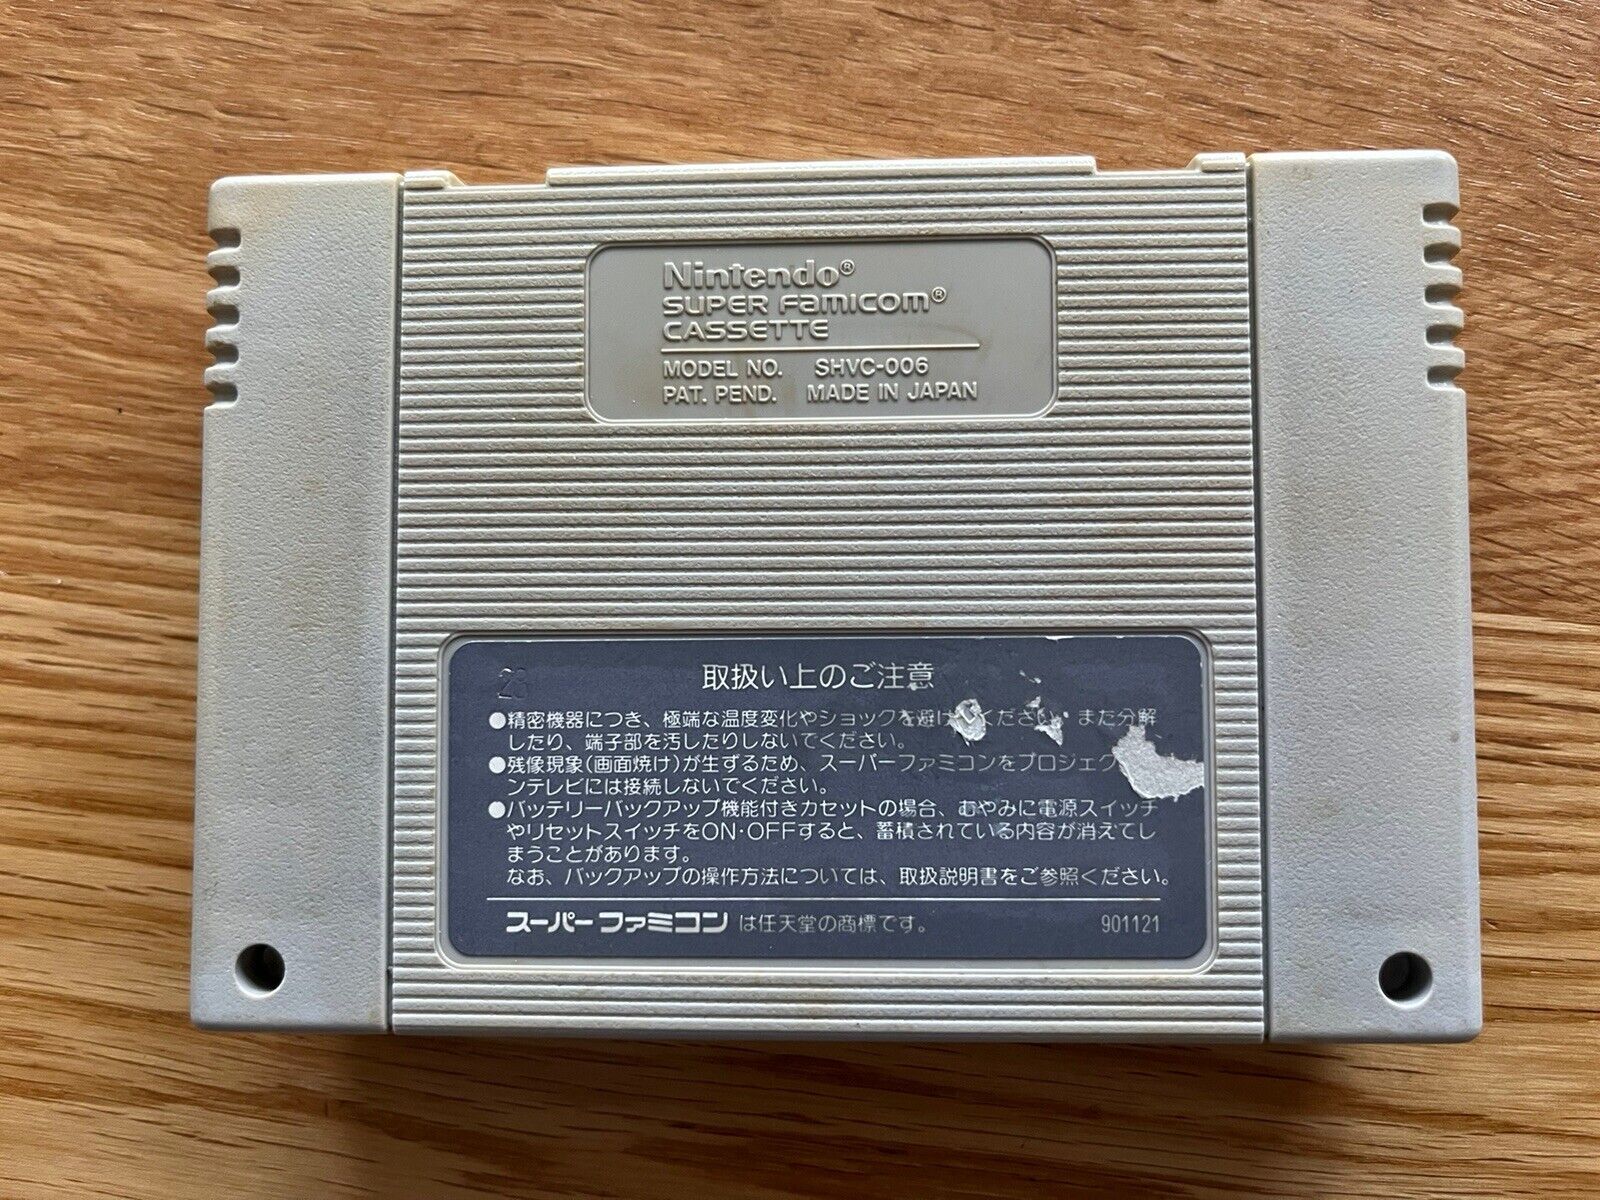 Nintendo®
SUPER FAMICOM®
CASSETTE
MODEL NO. SHVC-006
PAT. PEND. MADE IN JAPAN
取扱い上のご注意
●精密機器につき、極端な温度変化やショックを避け ください。また分解
したり、端子部を汚したりしないでください。
●残像現象(画面焼け)が生ずるため、スーパーファミコンをプロジェク
ンテレビには接続しないでください。
●バッテリーバックアップ機能付きカセットの場合、むやみに電源スイッチ
やリセットスイッチをON・OFFすると、蓄積されている内容が消えてし
まうことがあります。
なお、バックアップの操作方法については、取扱説明書をご参照ください。
スーパーファミコン は任天堂の商標です。 901121